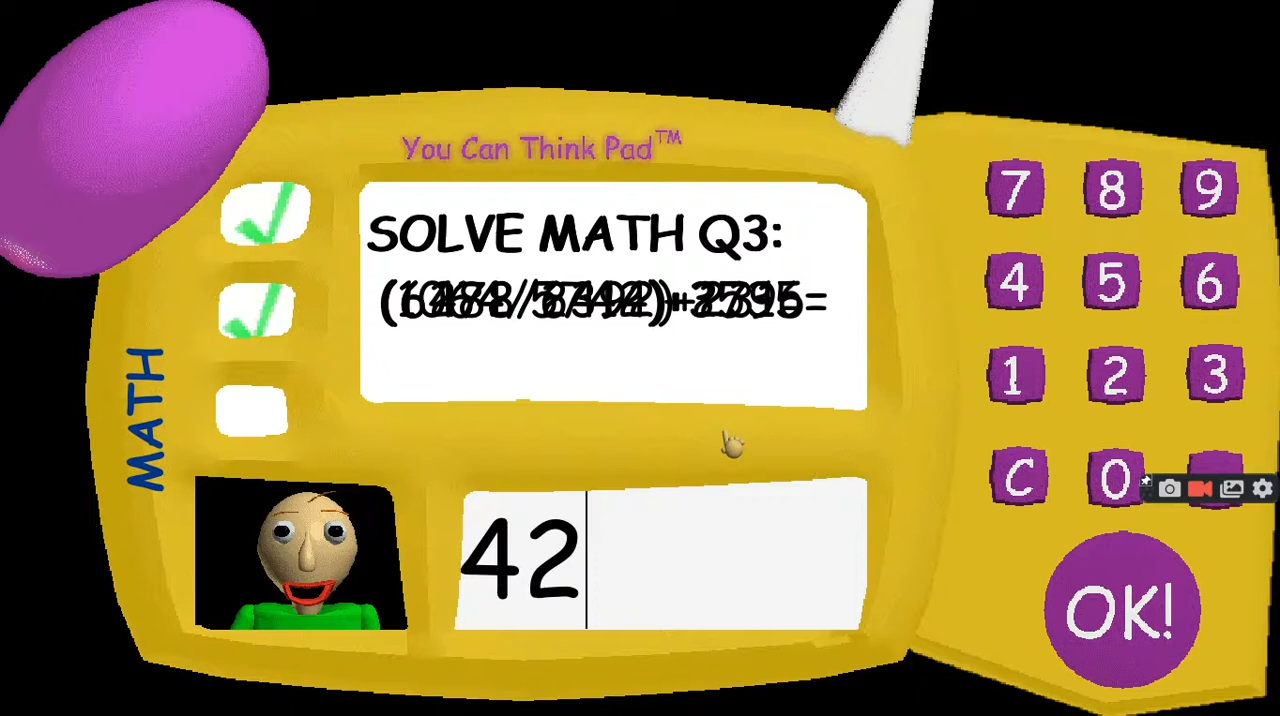 You Can Think Pad™
SOLVE MATH Q3:
MATH
42
7 8 9
4 5 6
1 2 3
C 0
OK!